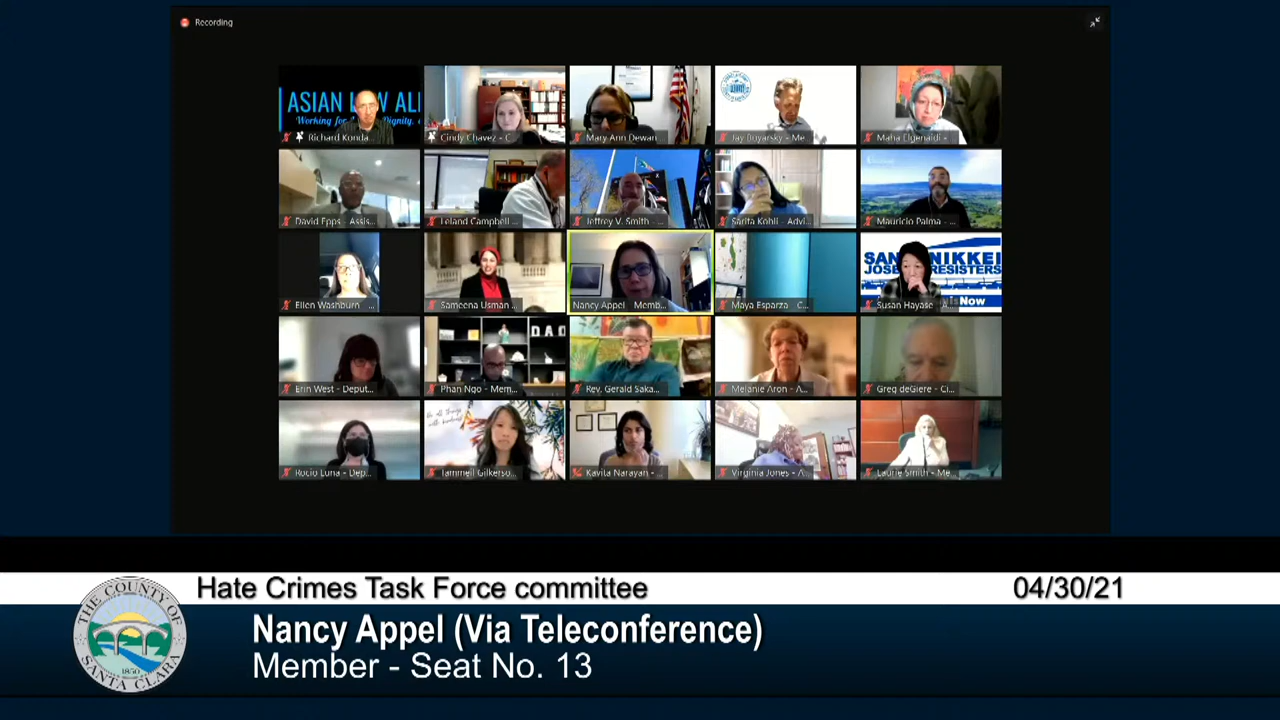 Recording
ASIAN LAW ALL
Working for Dignity,
Richard Konda
Cindy Chavez - C
Mary Ann Dewan
Jay Boyarsky - Me...
Maha Elgenaidi -
David Epps - Assis...
Leland Campbell
Jeffrey V. Smith -
Sarita Kohli - Advi...
Mauricio Palma -
Ellen Washburn
Sameena Usman
Nancy Appel - Memb...
Maya Esparza - C
SAN NIKKEI
JOSE RESISTERS
is Now
Susan Hayase
Erin West - Deput...
DAD
Phan Ngo - Mem...
Rev. Gerald Saka...
Melanie Aron - A...
Greg deGiere - Ci...
Rocio Luna - Dep...
Tammeil Gilkerso...
Kavita Narayan -
Virginia Jones - A...
Laurie Smith - Me...
Hate Crimes Task Force committee
04/30/21
THE COUNTY OF
SANTA CLARA
1850
Nancy Appel (Via Teleconference)
Member - Seat No. 13